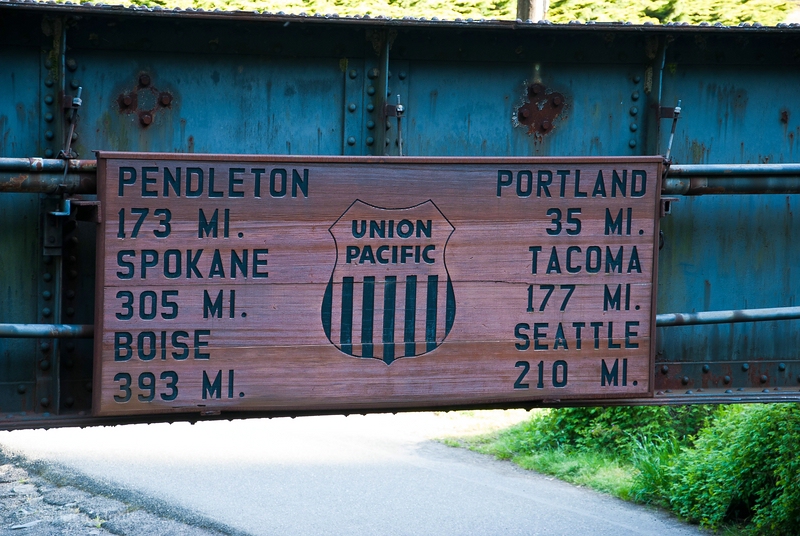 PENDLETON
173 MI.
SPOKANE
305 MI.
BOISE
393 MI.
UNION
PACIFIC
PORTLAND
35 MI.
TACOMA
177 MI.
SEATTLE
210 MI.